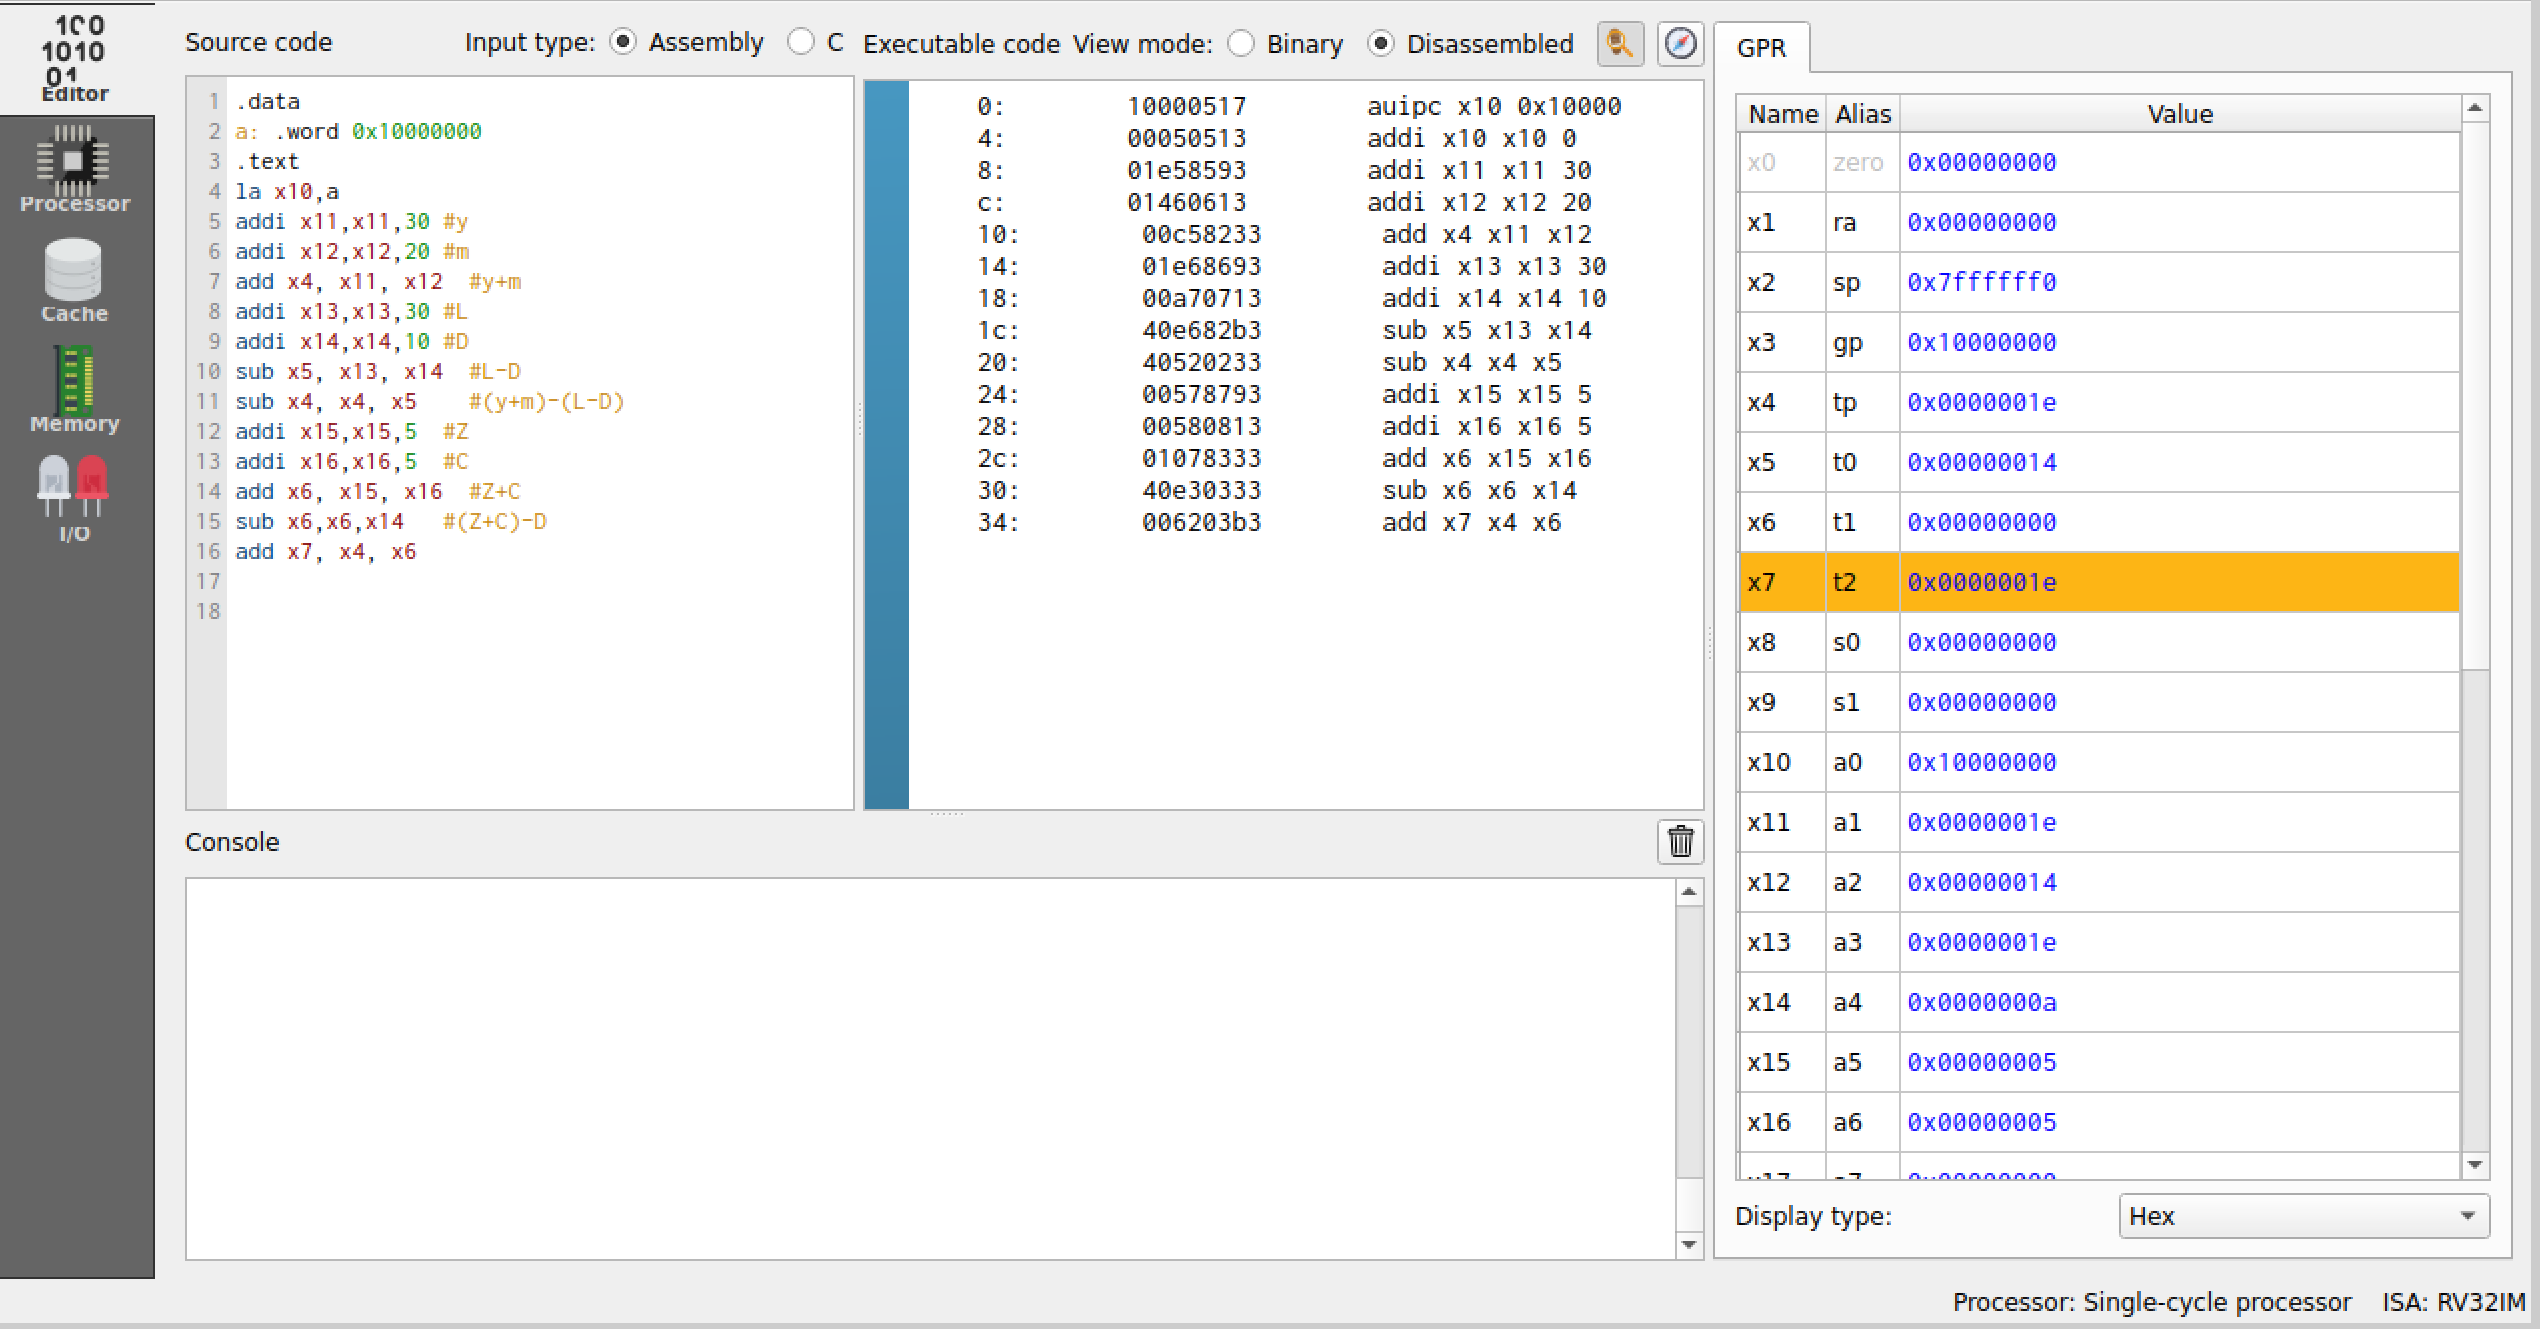 Editor
Processor
Cache
Memory
I/O
Source code Input type: Assembly C
1 .data
2 a: .word 0x10000000
3 .text
4 la x10,a
5 addi x11,x11,30 #y
6 addi x12,x12,20 #m
7 add x4, x11, x12 #y+m
8 addi x13,x13,30 #L
9 addi x14,x14,10 #D
10 sub x5, x13, x14 #L-D
11 sub x4, x4, x5 #(y+m)-(L-D)
12 addi x15,x15,5 #Z
13 addi x16,x16,5 #C
14 add x6, x15, x16 #Z+C
15 sub x6,x6,x14 #(Z+C)-D
16 add x7, x4, x6
17
18
Executable code View mode: Binary Disassembled
0: 10000517 auipc x10 0x10000
4: 00050513 addi x10 x10 0
8: 01e58593 addi x11 x11 30
c: 01460613 addi x12 x12 20
10: 00c58233 add x4 x11 x12
14: 01e68693 addi x13 x13 30
18: 00a70713 addi x14 x14 10
1c: 40e682b3 sub x5 x13 x14
20: 40520233 sub x4 x4 x5
24: 00578793 addi x15 x15 5
28: 00580813 addi x16 x16 5
2c: 01078333 add x6 x15 x16
30: 40e30333 sub x6 x6 x14
34: 006203b3 add x7 x4 x6
Console
GPR
Name Alias Value
x0 zero 0x00000000
x1 ra 0x00000000
x2 sp 0x7ffffff0
x3 gp 0x10000000
x4 tp 0x0000001e
x5 t0 0x00000014
x6 t1 0x00000000
x7 t2 0x0000001e
x8 s0 0x00000000
x9 s1 0x00000000
x10 a0 0x10000000
x11 a1 0x0000001e
x12 a2 0x00000014
x13 a3 0x0000001e
x14 a4 0x0000000a
x15 a5 0x00000005
x16 a6 0x00000005
Display type: Hex
Processor: Single-cycle processor ISA: RV32IM